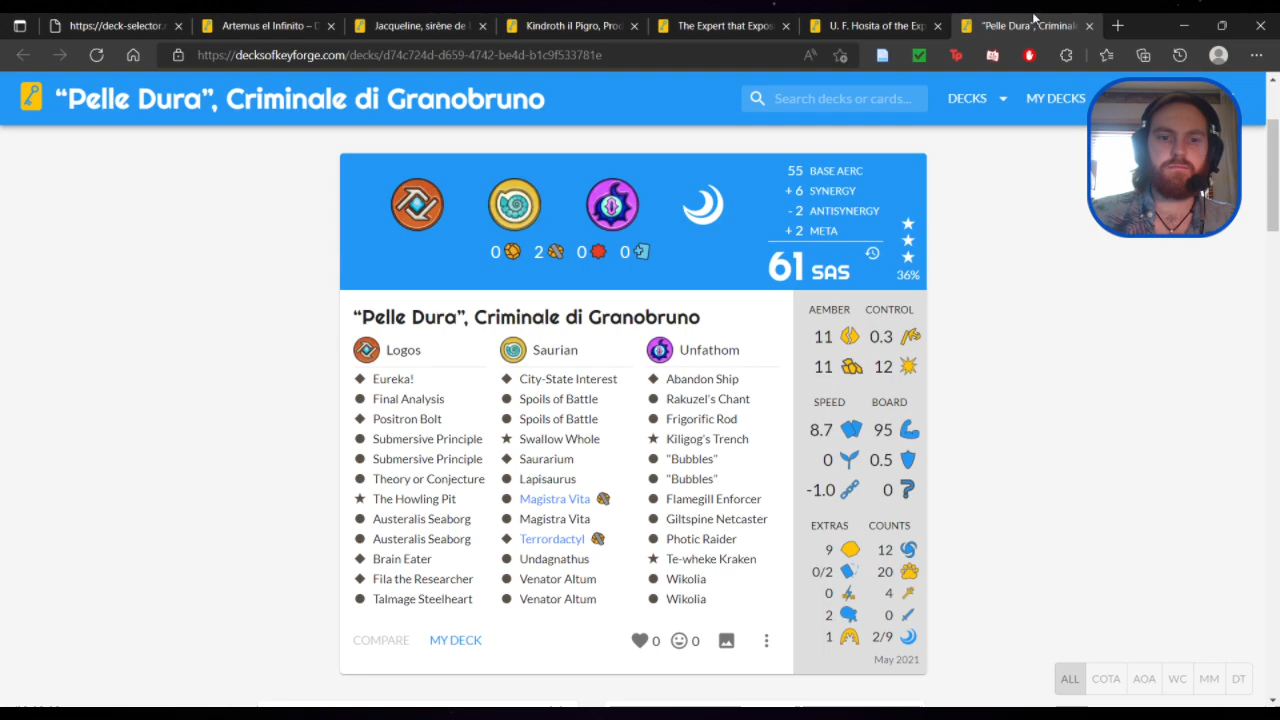 https://deck-selector.
Artemus el Infinito – D
Jacqueline, sirène de l
Kindroth il Pigro, Prod
The Expert that Expos
U. F. Hosita of the Exp
“Pelle Dura”, Criminale
https://decksofkeyforge.com/decks/d74c724d-d659-4742-be4d-b1c9f533781e
“Pelle Dura”, Criminale di Granobruno
Search decks or cards...
DECKS
MY DECKS
55 BASE AERC
+ 6 SYNERGY
- 2 ANTISYNERGY
+ 2 META
61 SAS
36%
0 2 0 0
“Pelle Dura”, Criminale di Granobruno
Logos
Eureka!
Final Analysis
Positron Bolt
Submersive Principle
Submersive Principle
Theory or Conjecture
The Howling Pit
Australis Seaborg
Australis Seaborg
Brain Eater
Fila the Researcher
Talmage Steelheart
Saurian
City-State Interest
Spoils of Battle
Spoils of Battle
Swallow Whole
Saurarium
Lapisaurus
Magistra Vita
Magistra Vita
Terrordactyl
Undagnathus
Venator Altum
Venator Altum
Unfathom
Abandon Ship
Rakuzel's Chant
Frigorific Rod
Kiligog's Trench
"Bubbles"
"Bubbles"
Flamegill Enforcer
Giltspine Netcaster
Photic Raider
Te-wheke Kraken
Wikolia
Wikolia
COMPARE
MY DECK
0
0
AEMBER CONTROL
11 0.3
11 12
SPEED BOARD
8.7 95
0 0.5
-1.0 0
EXTRAS COUNTS
9 12
0/2 20
0 4
2 0
1 2/9
May 2021
ALL COTA AOA WC MM DT